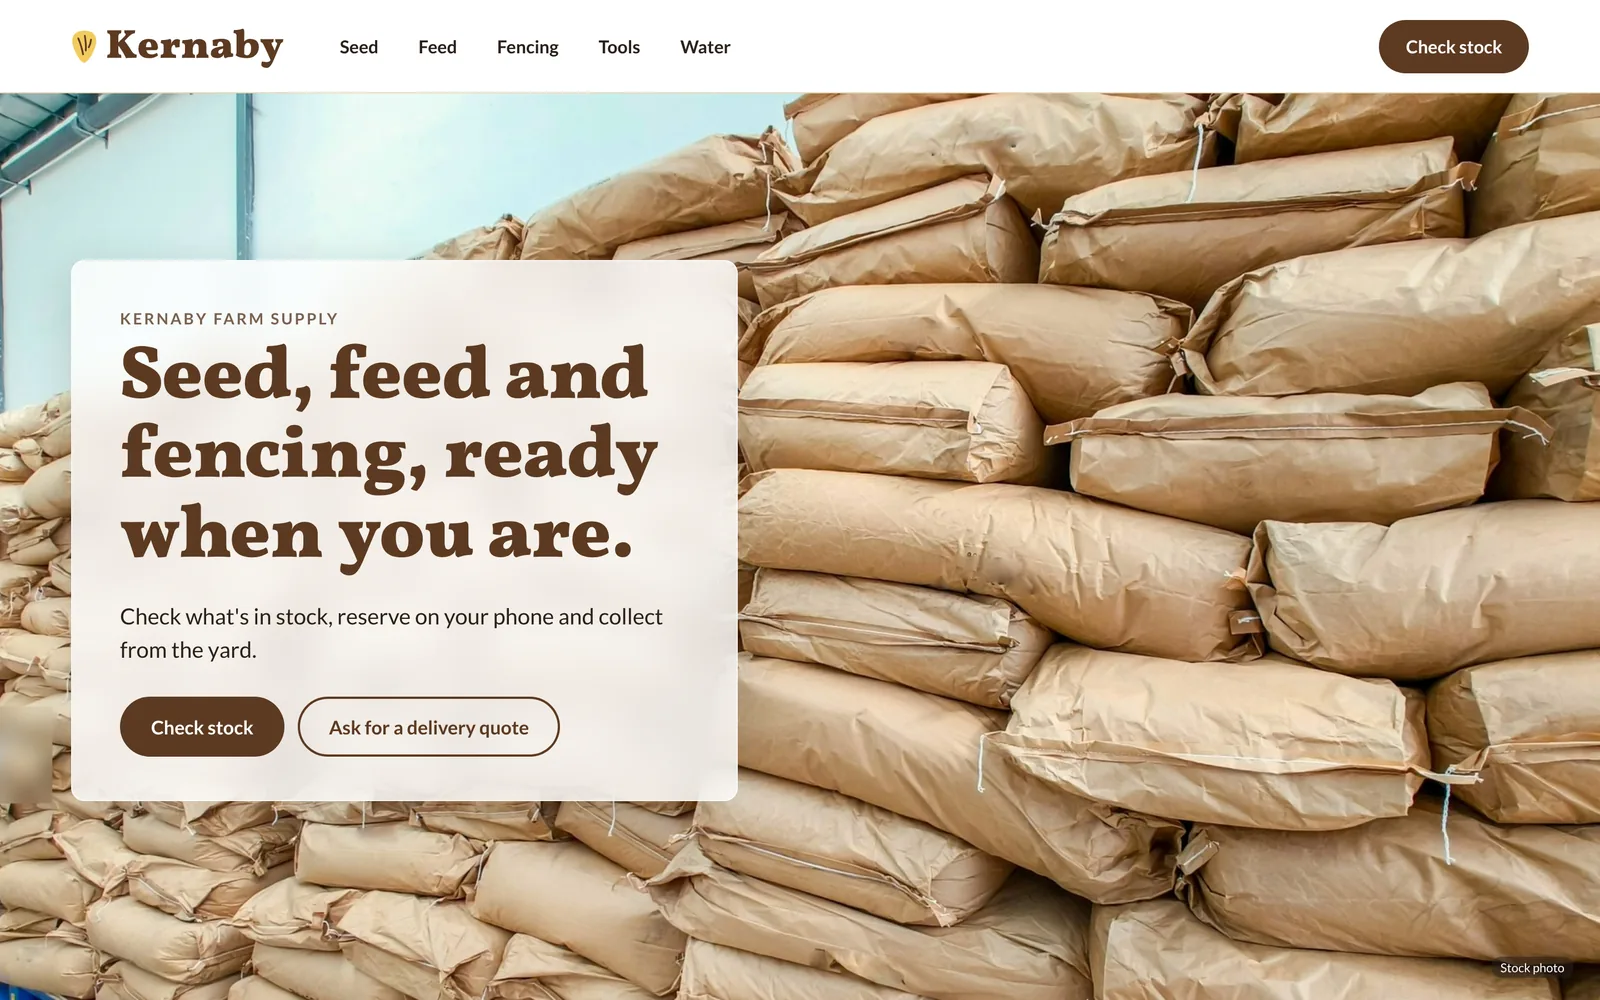 Kernaby
Seed
Feed
Fencing
Tools
Water
Check stock
KERNABY FARM SUPPLY
Seed, feed and
fencing, ready
when you are.
Check what's in stock, reserve on your phone and collect
from the yard.
Check stock
Ask for a delivery quote
Stock photo